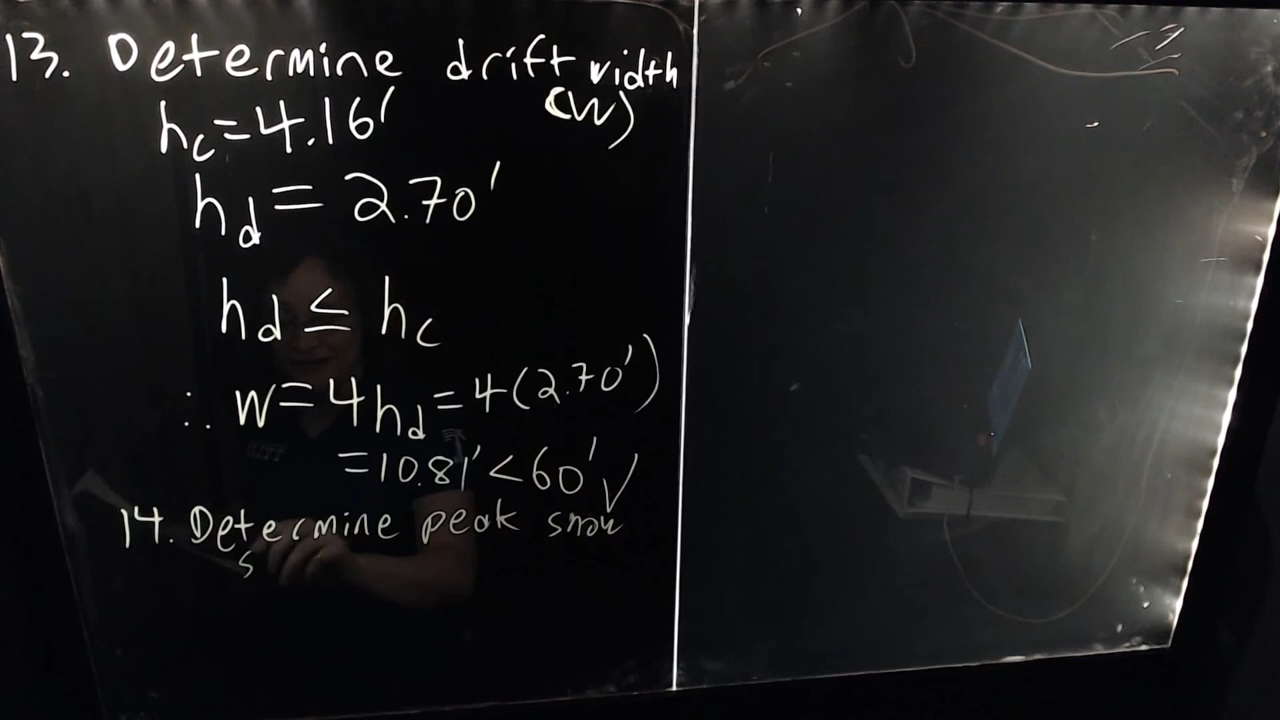 13. Determine drift width
(W)
hc=4.16'
hd = 2.70'
hd ≤ hc
∴ W=4hd=4(2.70')
=10.81'<60'✓
14. Determine peak snow
s